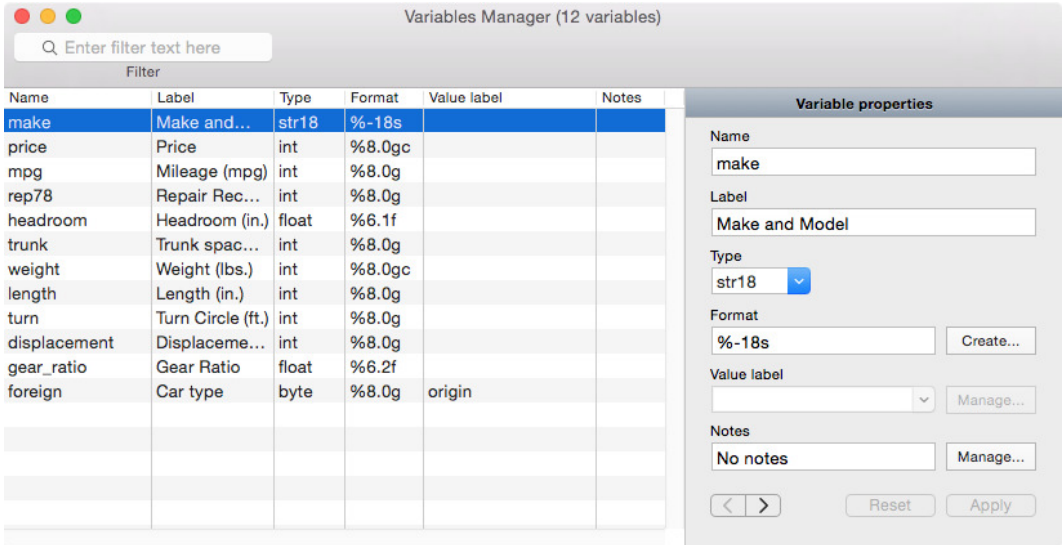 Variables Manager (12 variables)
Enter filter text here
Filter
Name Label Type Format Value label Notes
make Make and... str18 %-18s
price Price int %8.0gc
mpg Mileage (mpg) int %8.0g
rep78 Repair Rec... int %8.0g
headroom Headroom (in.) float %6.1f
trunk Trunk spac... int %8.0g
weight Weight (lbs.) int %8.0gc
length Length (in.) int %8.0g
turn Turn Circle (ft.) int %8.0g
displacement Displaceme... int %8.0g
gear_ratio Gear Ratio float %6.2f
foreign Car type byte %8.0g origin
Variable properties
Name
make
Label
Make and Model
Type
str18
Format
%-18s Create...
Value label
Manage...
Notes
No notes Manage...
Reset Apply